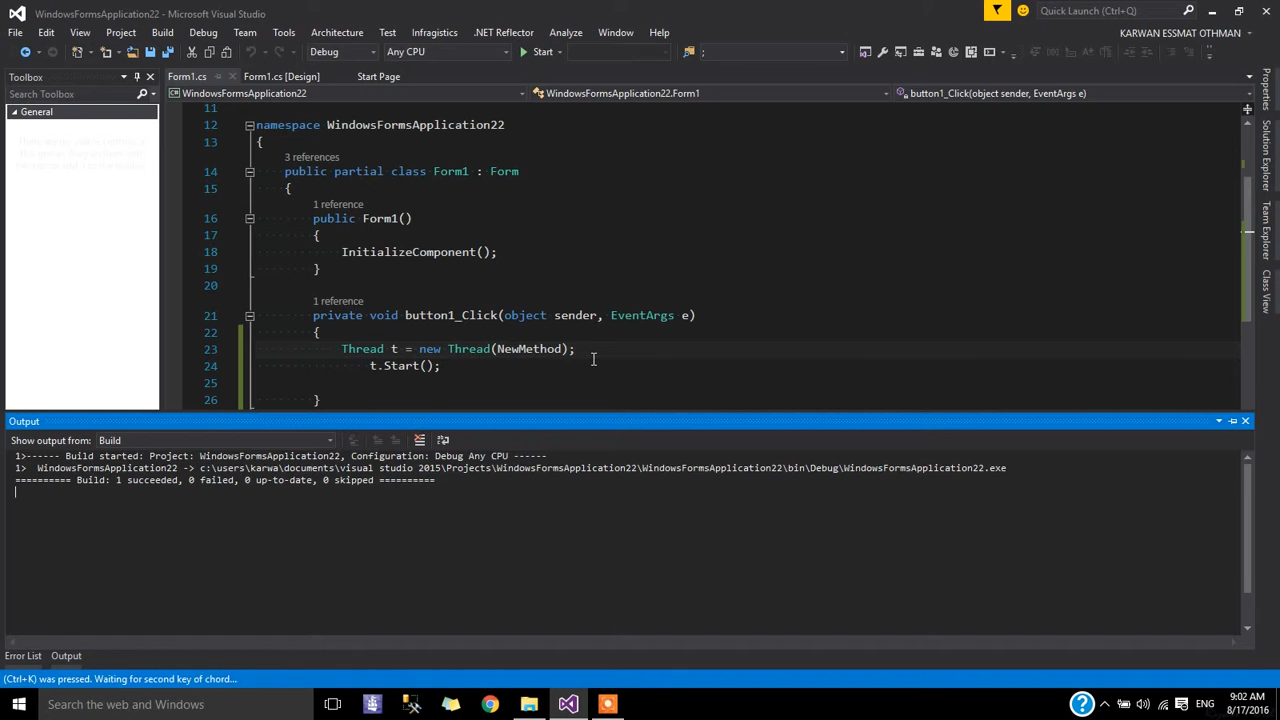 WindowsFormsApplication22 - Microsoft Visual Studio
Quick Launch (Ctrl+Q)
File Edit View Project Build Debug Team Tools Architecture Test Insights .NET Reflector Analyze Window Help
KARWAN ESSMAT OTHMAN
Debug Any CPU Start ;
Toolbox
Form1.cs Form1.cs [Design] Start Page
Search Toolbox
WindowsFormsApplication22 WindowsFormsApplication22.Form1 button1_Click(object sender, EventArgs e)
General
11
12 namespace WindowsFormsApplication22
13 {
3 references
14 public partial class Form1 : Form
15 {
1 reference
16 public Form1()
17 {
18 InitializeComponent();
19 }
20
1 reference
21 private void button1_Click(object sender, EventArgs e)
22 {
23 Thread t = new Thread(NewMethod);
24 t.Start();
25
26 }
Properties
Solution Explorer
Team Explorer
Class View
Output
Show output from: Build
1>------ Build started: Project: WindowsFormsApplication22, Configuration: Debug Any CPU ------
1> WindowsFormsApplication22 -> c:\users\karwa\documents\visual studio 2015\Projects\WindowsFormsApplication22\WindowsFormsApplication22\bin\Debug\WindowsFormsApplication22.exe
========== Build: 1 succeeded, 0 failed, 0 up-to-date, 0 skipped ==========
Error List Output
(Ctrl+K) was pressed. Waiting for second key of chord...
Search the web and Windows
ENG
9:02 AM
8/17/2016